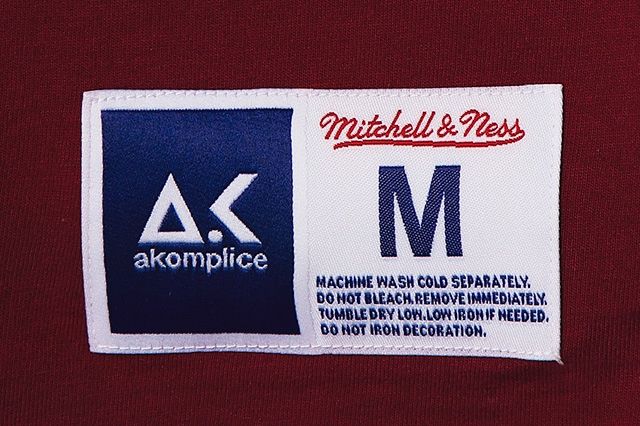 AK
akomplice
Mitchell & Ness
M
MACHINE WASH COLD SEPARATELY.
DO NOT BLEACH. REMOVE IMMEDIATELY.
TUMBLE DRY LOW. LOW IRON IF NEEDED.
DO NOT IRON DECORATION.